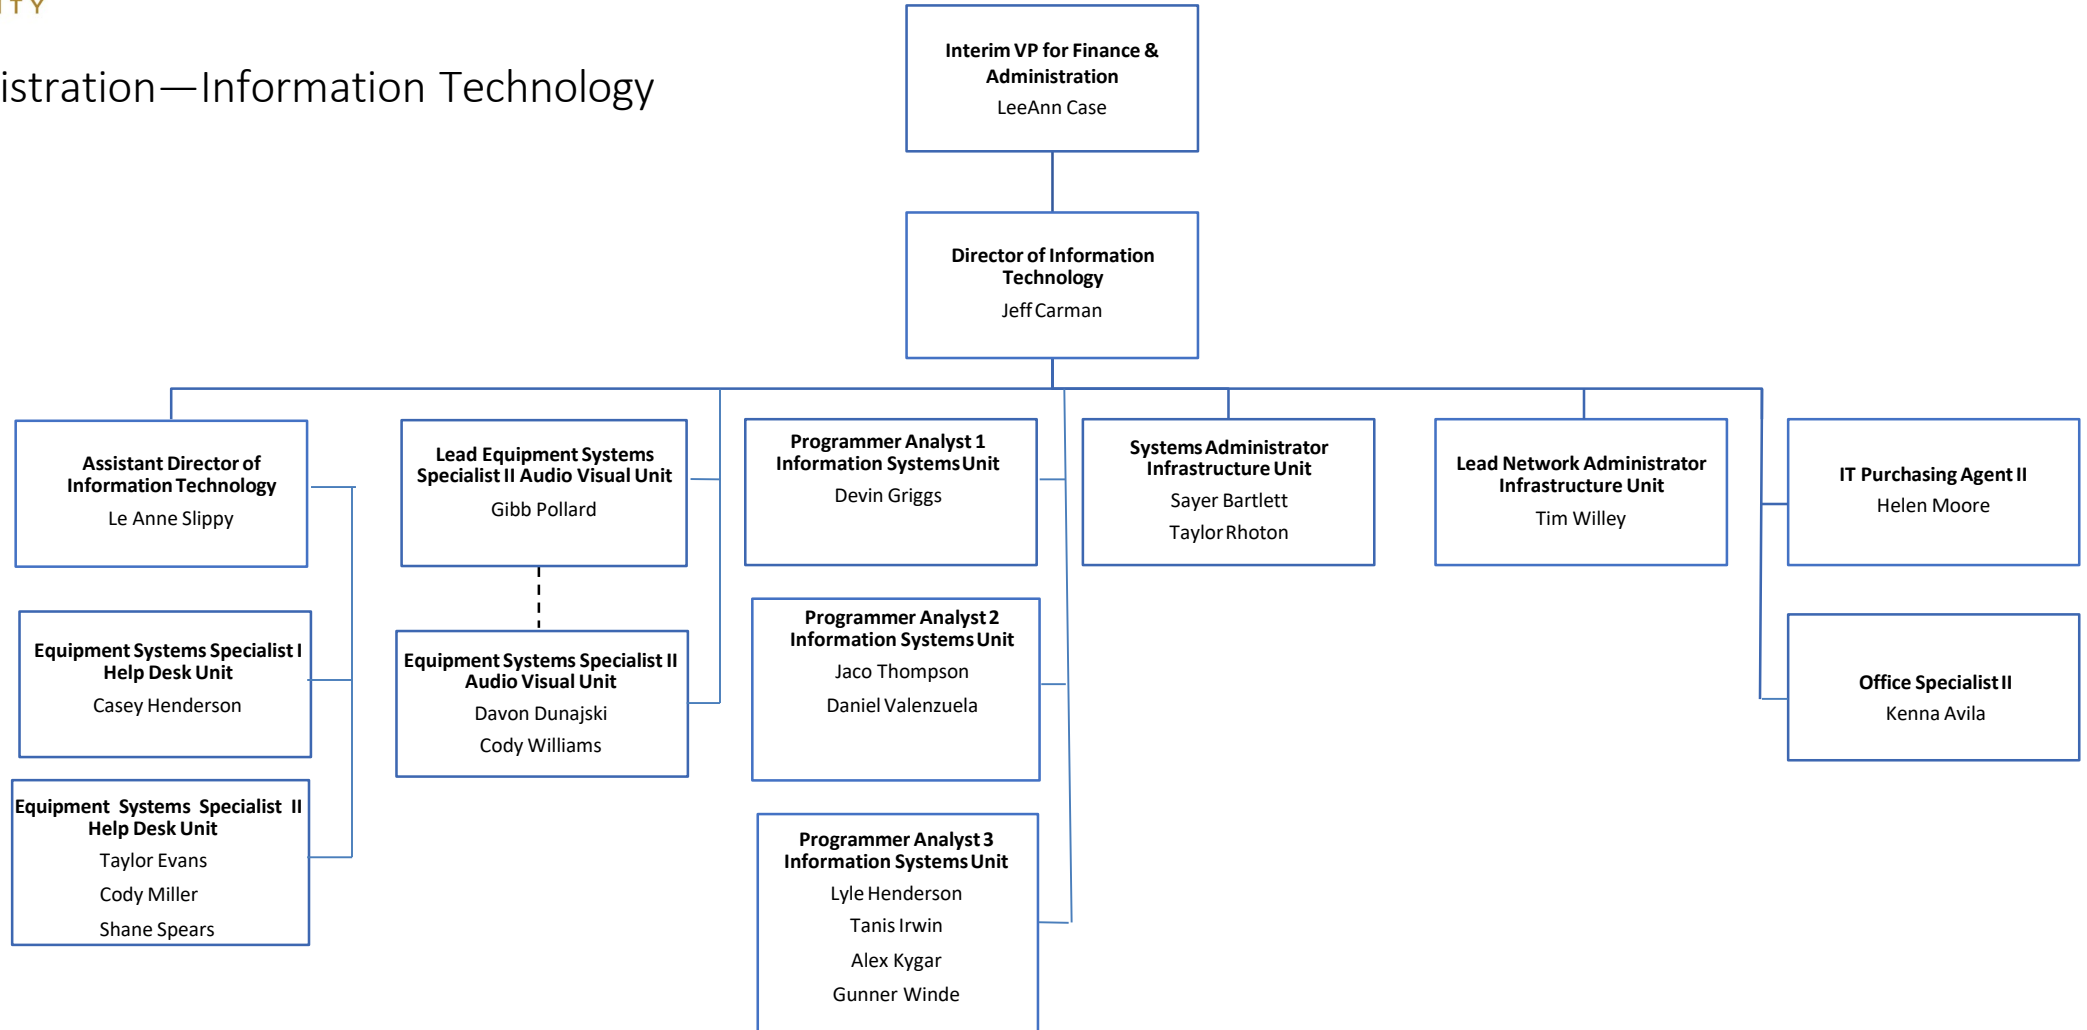 ITY
istration—Information Technology
Interim VP for Finance &
Administration
LeeAnn Case
Director of Information
Technology
Jeff Carman
Assistant Director of
Information Technology
Le Anne Slippy
Lead Equipment Systems
Specialist II Audio Visual Unit
Gibb Pollard
Programmer Analyst 1
Information Systems Unit
Devin Griggs
Systems Administrator
Infrastructure Unit
Sayer Bartlett
Taylor Rhoton
Lead Network Administrator
Infrastructure Unit
Tim Willey
IT Purchasing Agent II
Helen Moore
Equipment Systems Specialist I
Help Desk Unit
Casey Henderson
Equipment Systems Specialist II
Audio Visual Unit
Davon Dunajski
Cody Williams
Programmer Analyst 2
Information Systems Unit
Jaco Thompson
Daniel Valenzuela
Office Specialist II
Kenna Avila
Equipment Systems Specialist II
Help Desk Unit
Taylor Evans
Cody Miller
Shane Spears
Programmer Analyst 3
Information Systems Unit
Lyle Henderson
Tanis Irwin
Alex Kygar
Gunner Winde